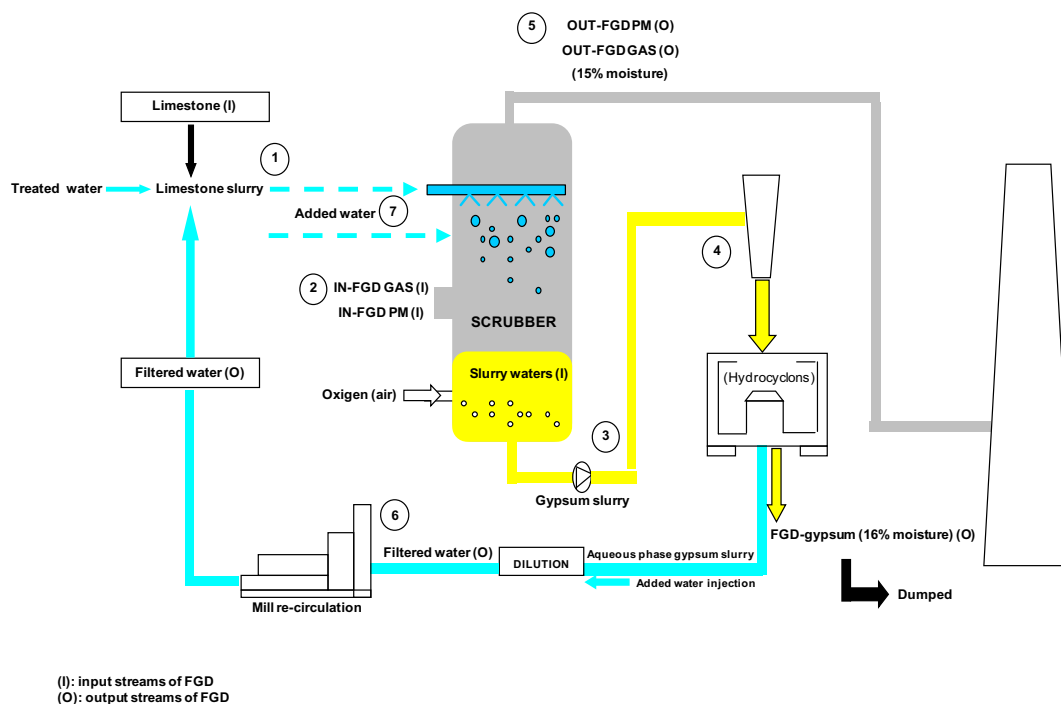 5
OUT-FGD PM (O)
OUT-FGD GAS (O)
(15% moisture)
Limestone (I)
1
Treated water
Limestone slurry
Added water
7
4
2
IN-FGD GAS (I)
IN-FGD PM (I)
SCRUBBER
Filtered water (O)
Slurry waters (I)
(Hydrocyclons)
Oxigen (air)
3
Gypsum slurry
6
FGD-gypsum (16% moisture) (O)
Filtered water (O)
DILUTION
Aqueous phase gypsum slurry
Added water injection
Dumped
Mill re-circulation
(I): input streams of FGD
(O): output streams of FGD